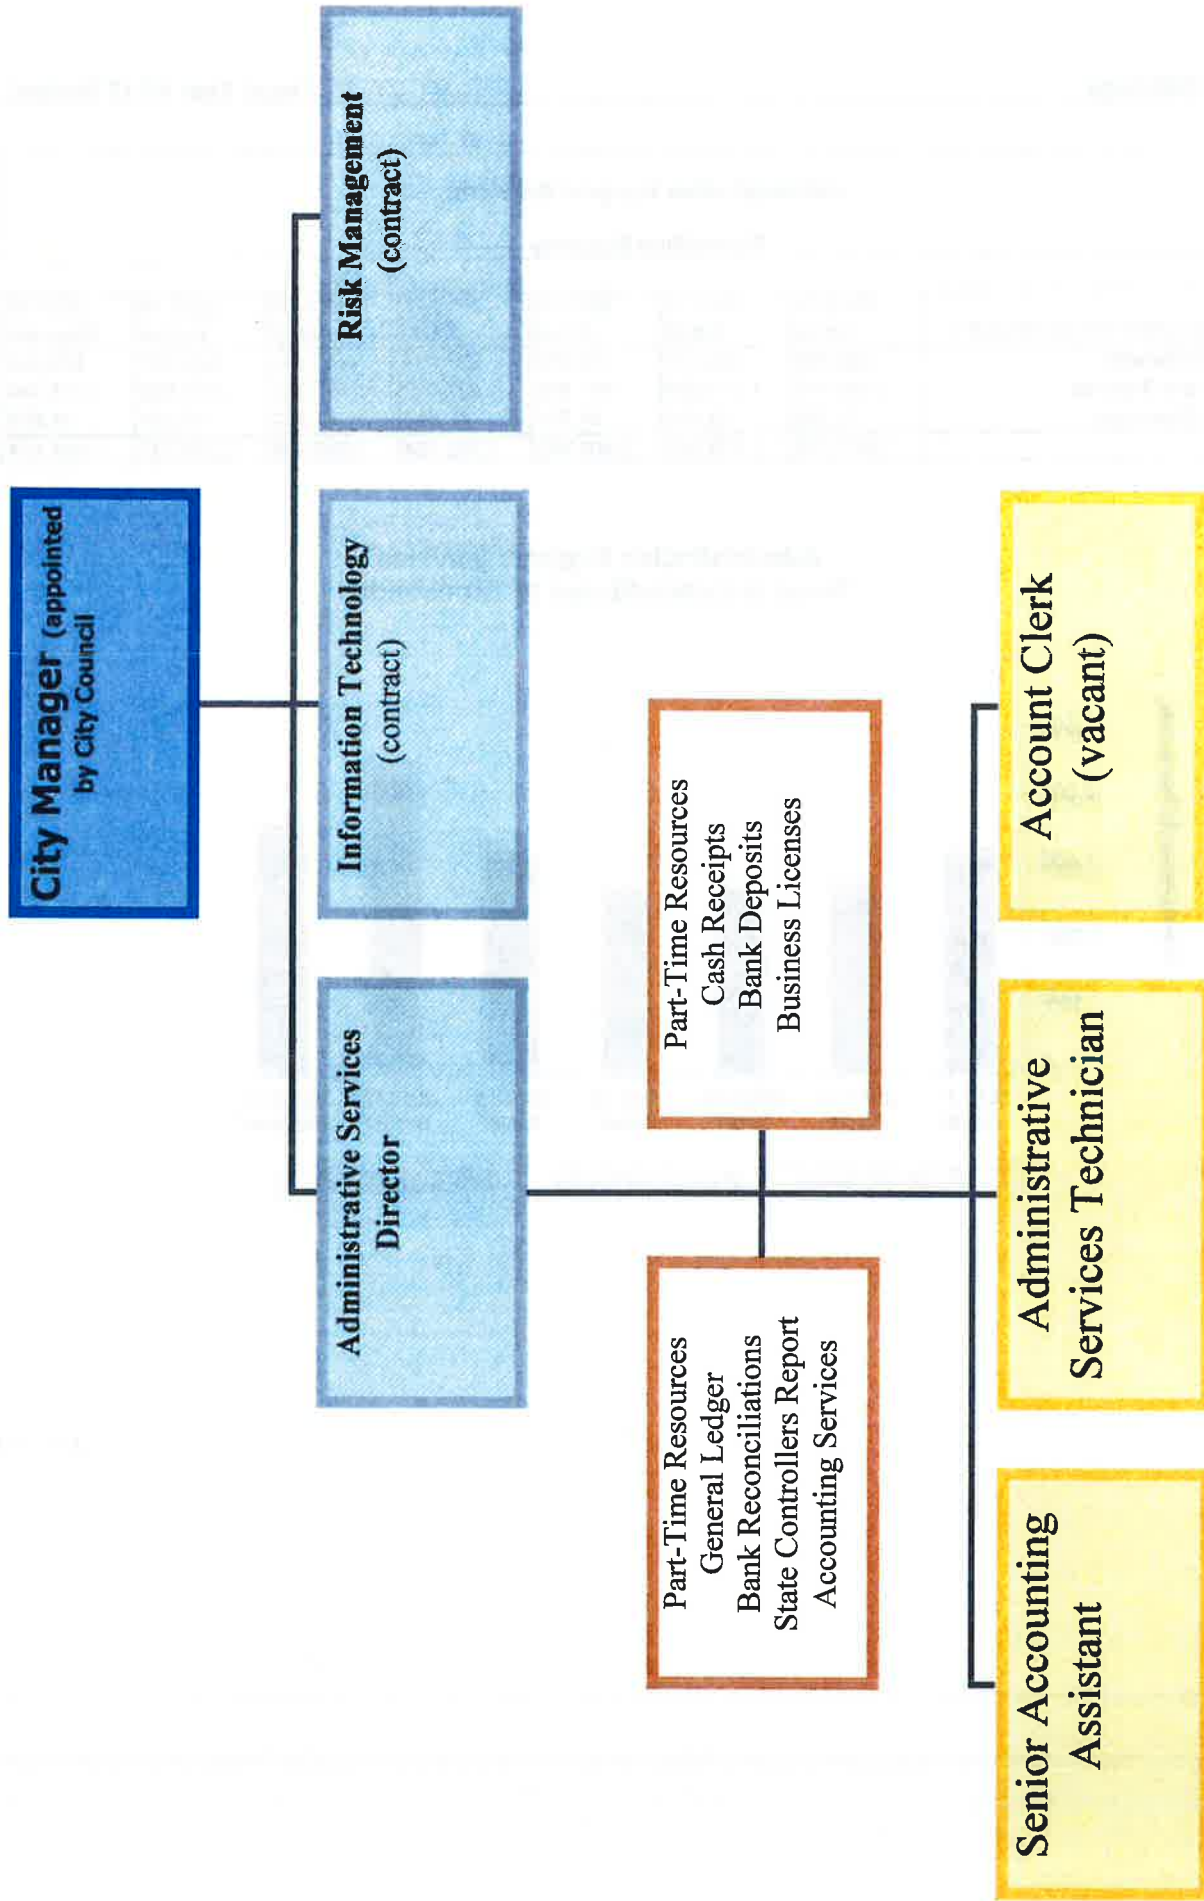 City Manager (appointed
by City Council
Administrative Services
Director
Information Technology
(contract)
Risk Management
(contract)
Part-Time Resources
General Ledger
Bank Reconciliations
State Controllers Report
Accounting Services
Part-Time Resources
Cash Receipts
Bank Deposits
Business Licenses
Senior Accounting
Assistant
Administrative
Services Technician
Account Clerk
(vacant)